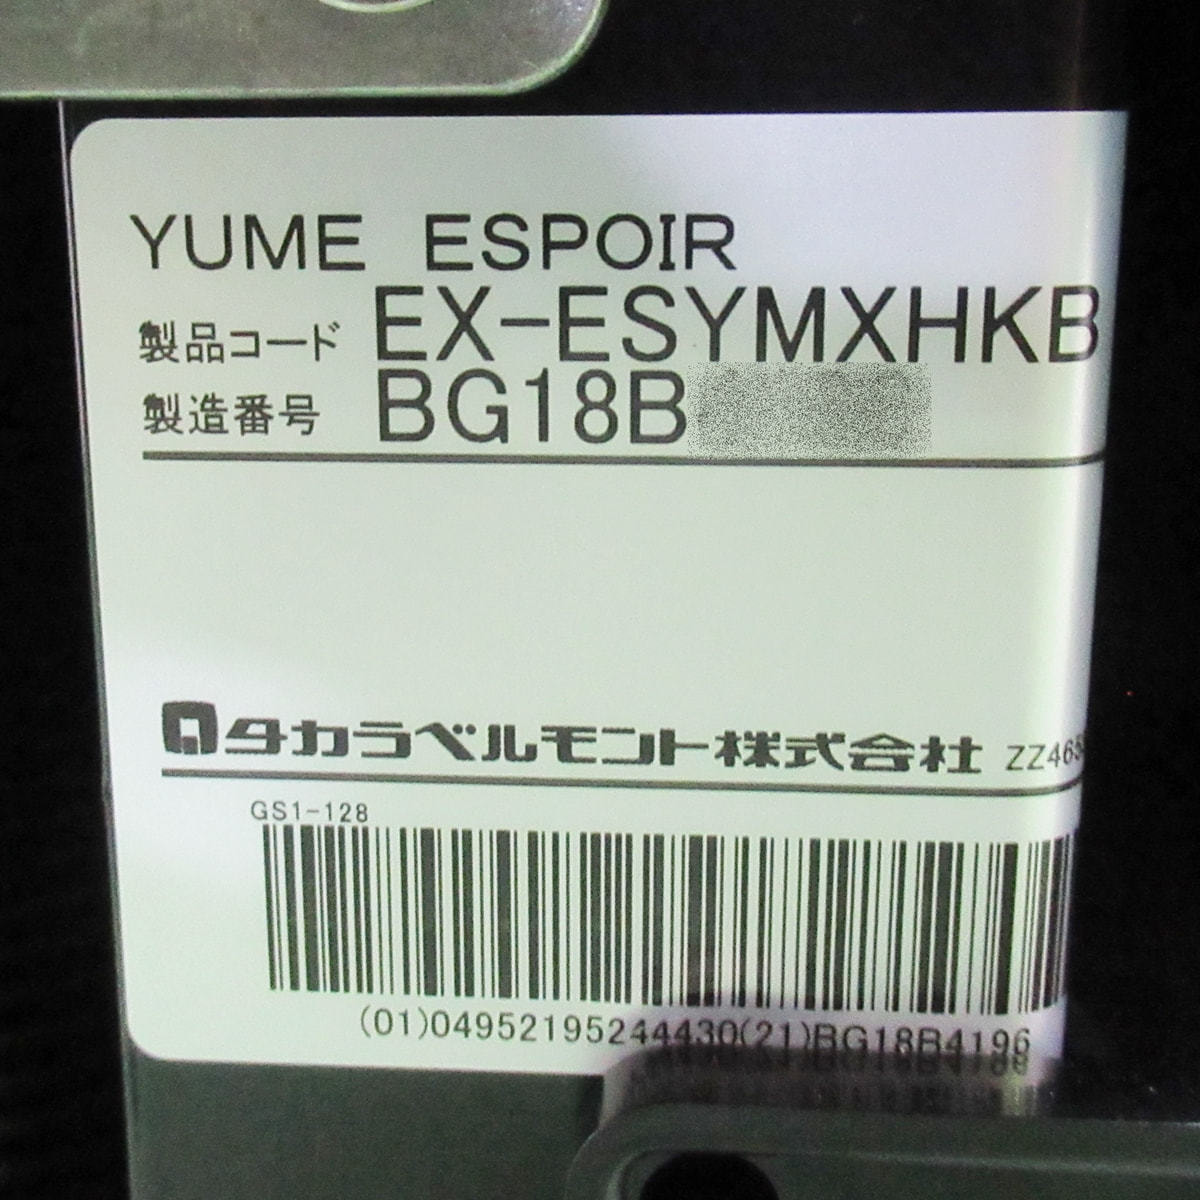 YUME ESPOIR
製品コード EX-ESYMXHKB
製造番号 BG18B
タカラベルモント株式会社 ZZ465
GS1-128
(01)04952195244430(21)BG18B4196